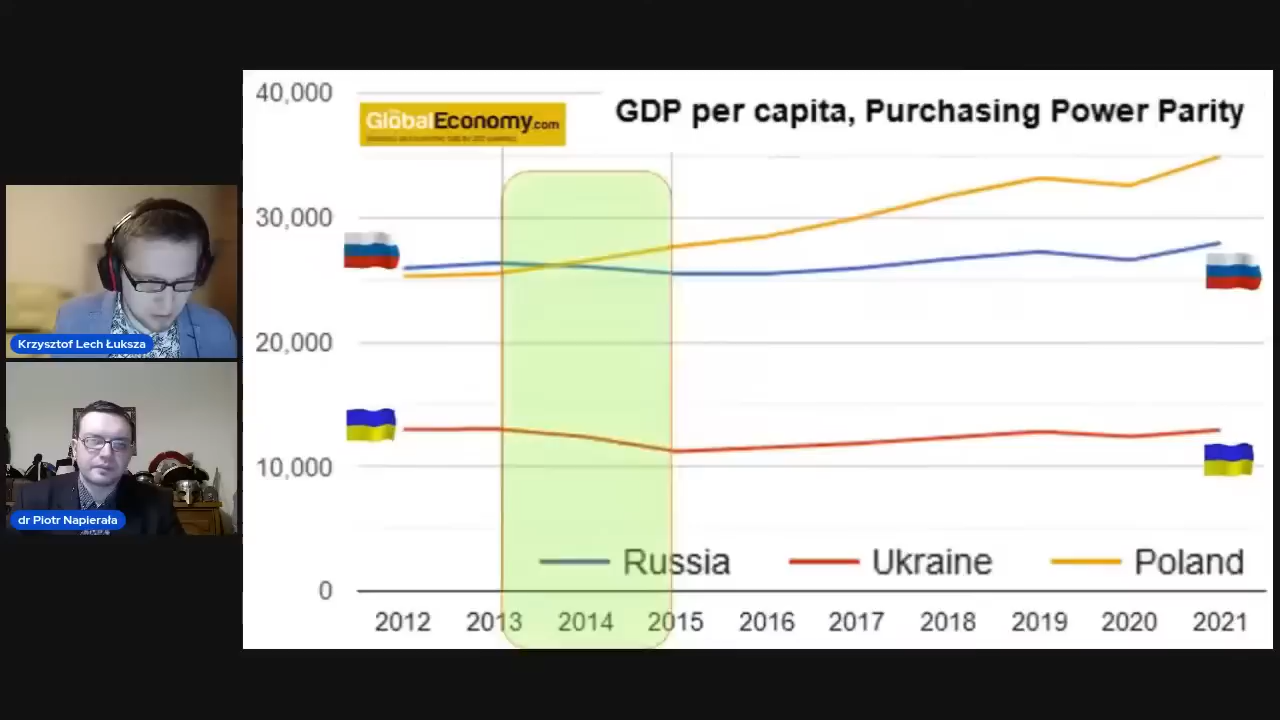 40,000
GDP per capita, Purchasing Power Parity
theGlobalEconomy.com
30,000
20,000
10,000
0
Russia
Ukraine
Poland
2012 2013 2014 2015 2016 2017 2018 2019 2020 2021
Krzysztof Lech Łuksza
dr Piotr Napierała